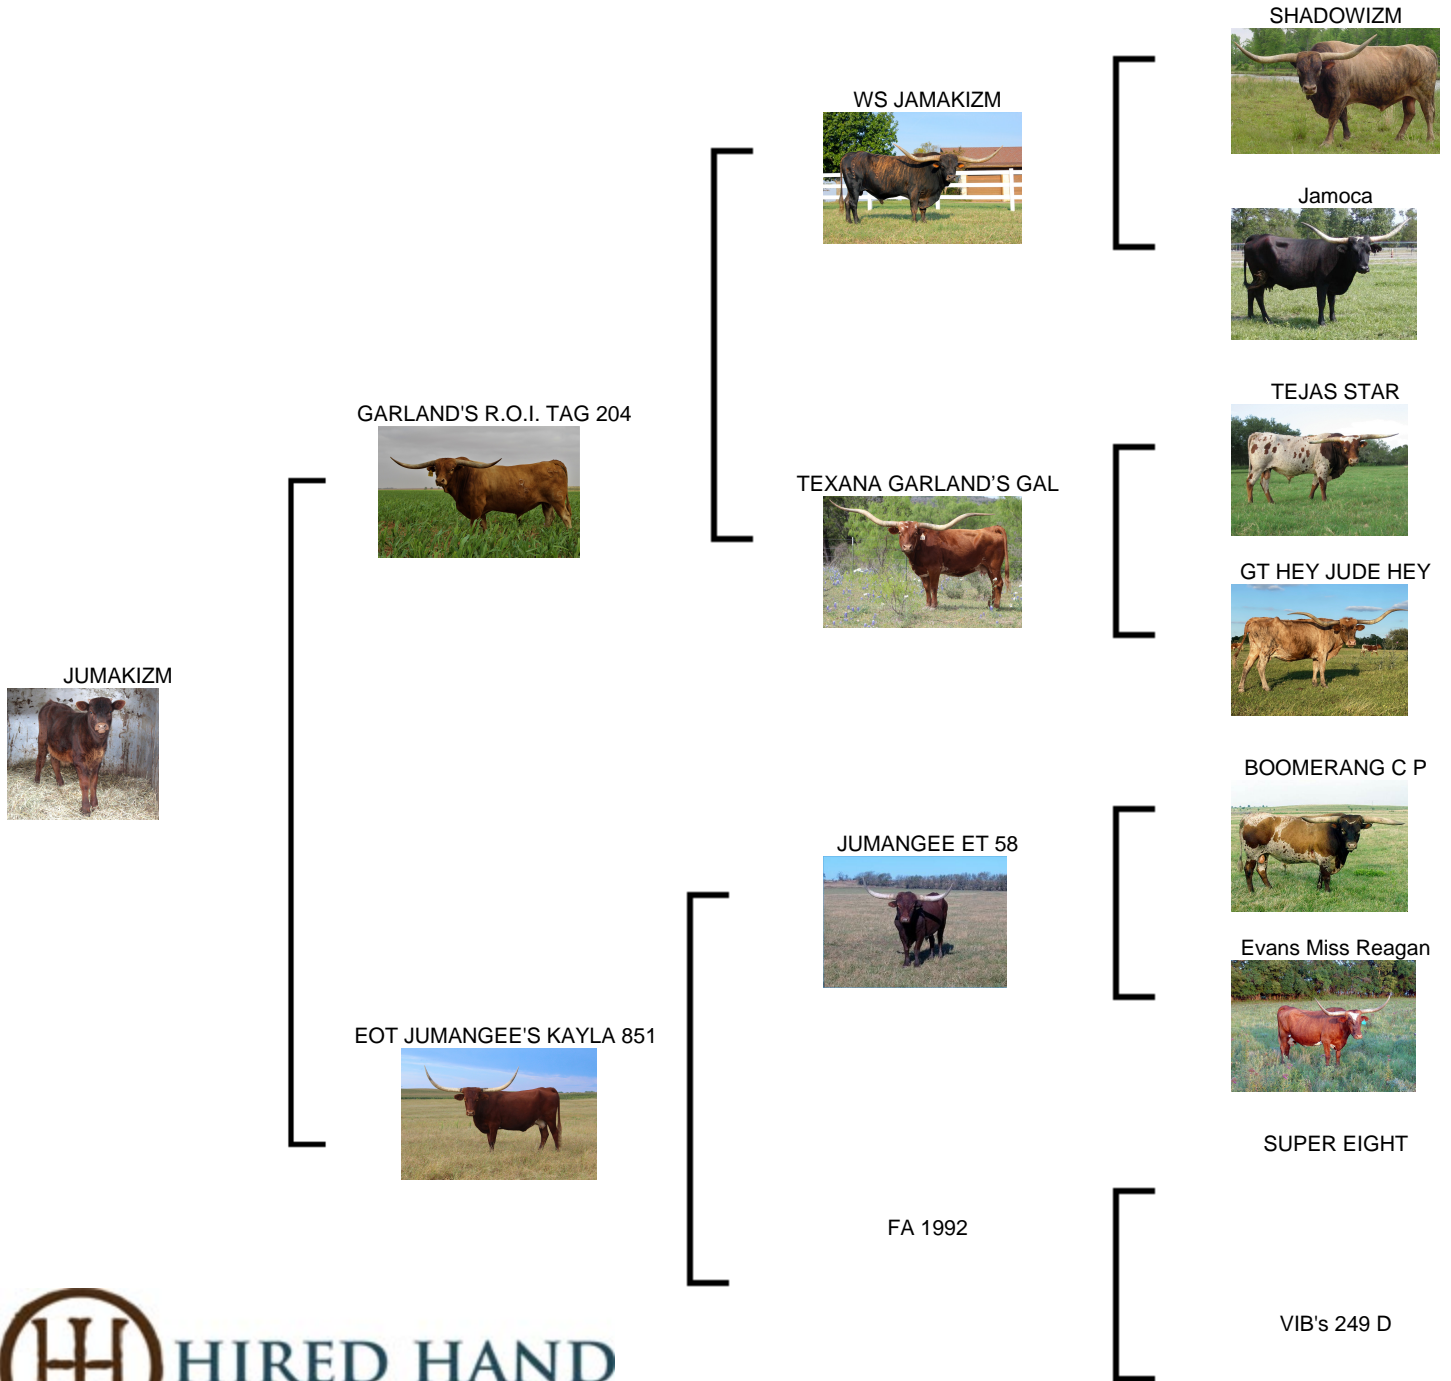 SHADOWIZM
WS JAMAKIZM
Jamoca
TEJAS STAR
GARLAND'S R.O.I. TAG 204
TEXANA GARLAND’S GAL
GT HEY JUDE HEY
JUMAKIZM
BOOMERANG C P
JUMANGEE ET 58
Evans Miss Reagan
EOT JUMANGEE'S KAYLA 851
SUPER EIGHT
FA 1992
VIB's 249 D
HIRED HAND